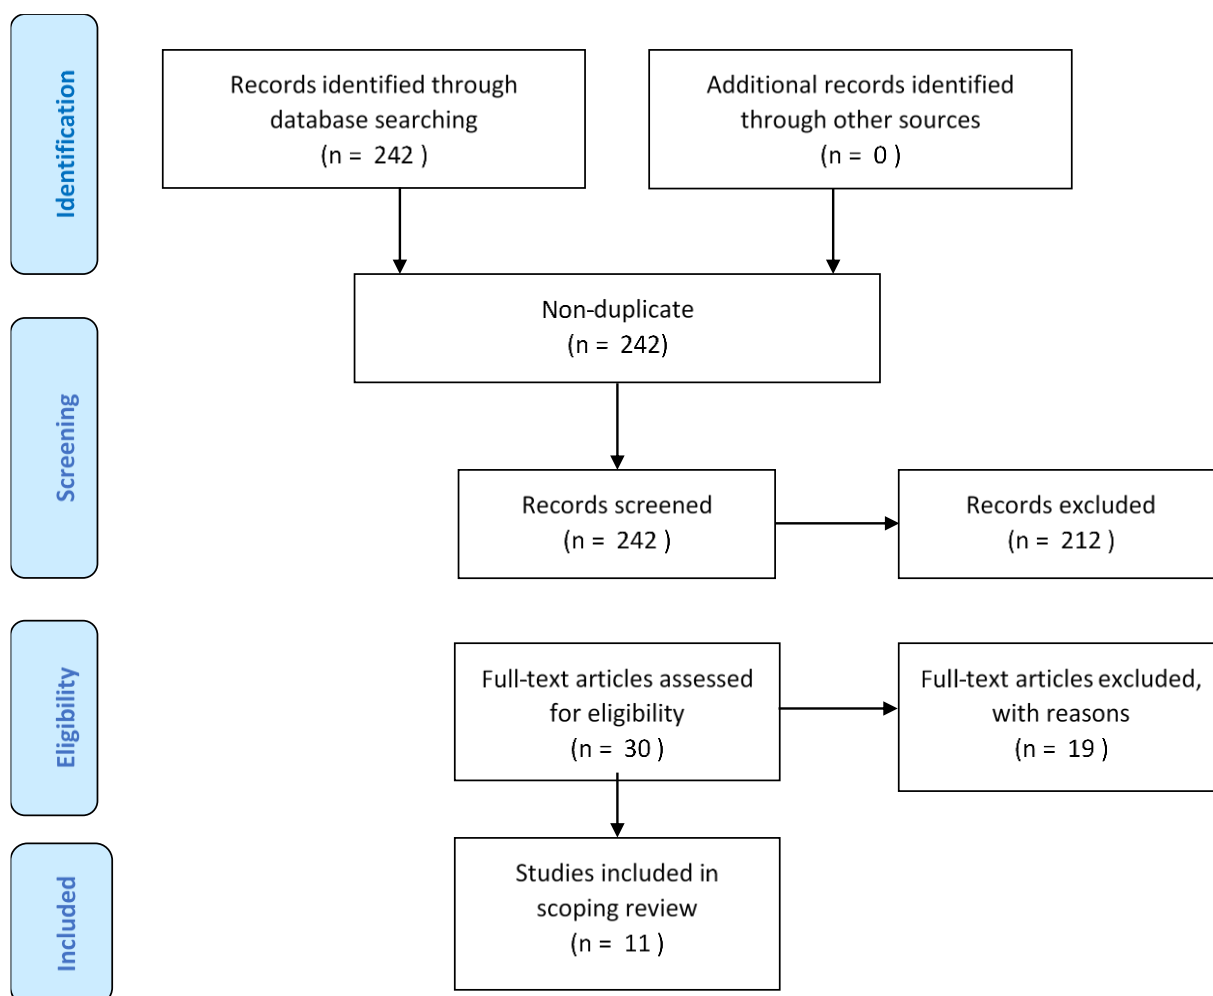 Identification
Records identified through
database searching
(n = 242 )
Additional records identified
through other sources
(n = 0 )
Non-duplicate
(n = 242)
Screening
Records screened
(n = 242 )
Records excluded
(n = 212 )
Eligibility
Full-text articles assessed
for eligibility
(n = 30 )
Full-text articles excluded,
with reasons
(n = 19 )
Included
Studies included in
scoping review
(n = 11 )